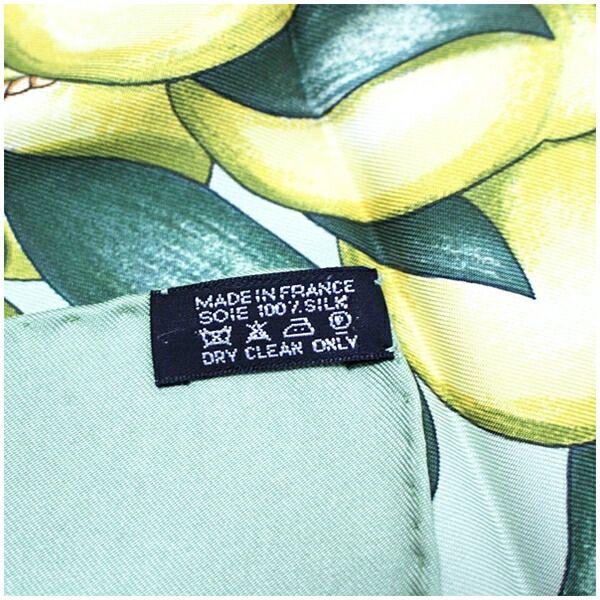 MADE IN FRANCE
SOIE 100% SILK
DRY CLEAN ONLY